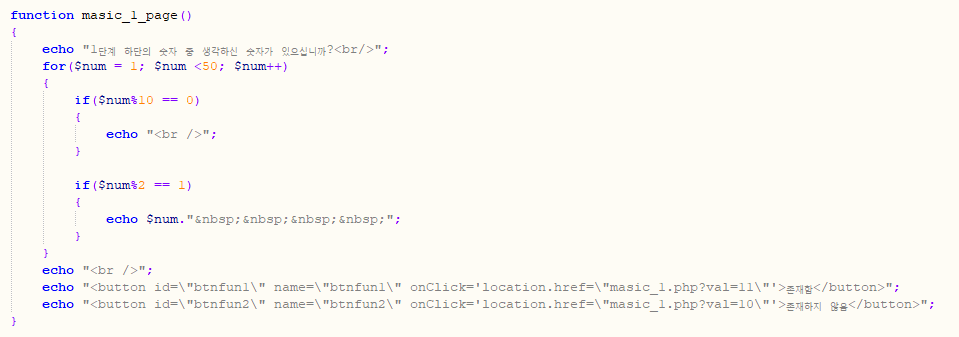 function masic_1_page()
{
    echo "1단계 하단의 숫자 중 생각하신 숫자가 있으십니까?<br/>";
    for($num = 1; $num <50; $num++)
    {
        if($num%10 == 0)
        {
            echo "<br />";
        }

        if($num%2 == 1)
        {
            echo $num."&nbsp;&nbsp;&nbsp;&nbsp;";
        }
    }
    echo "<br />";
    echo "<button id=\"btnfun1\" name=\"btnfun1\" onClick='location.href=\"masic_1.php?val=11\"'>존재함</button>";
    echo "<button id=\"btnfun2\" name=\"btnfun2\" onClick='location.href=\"masic_1.php?val=10\"'>존재하지 않음</button>";
}